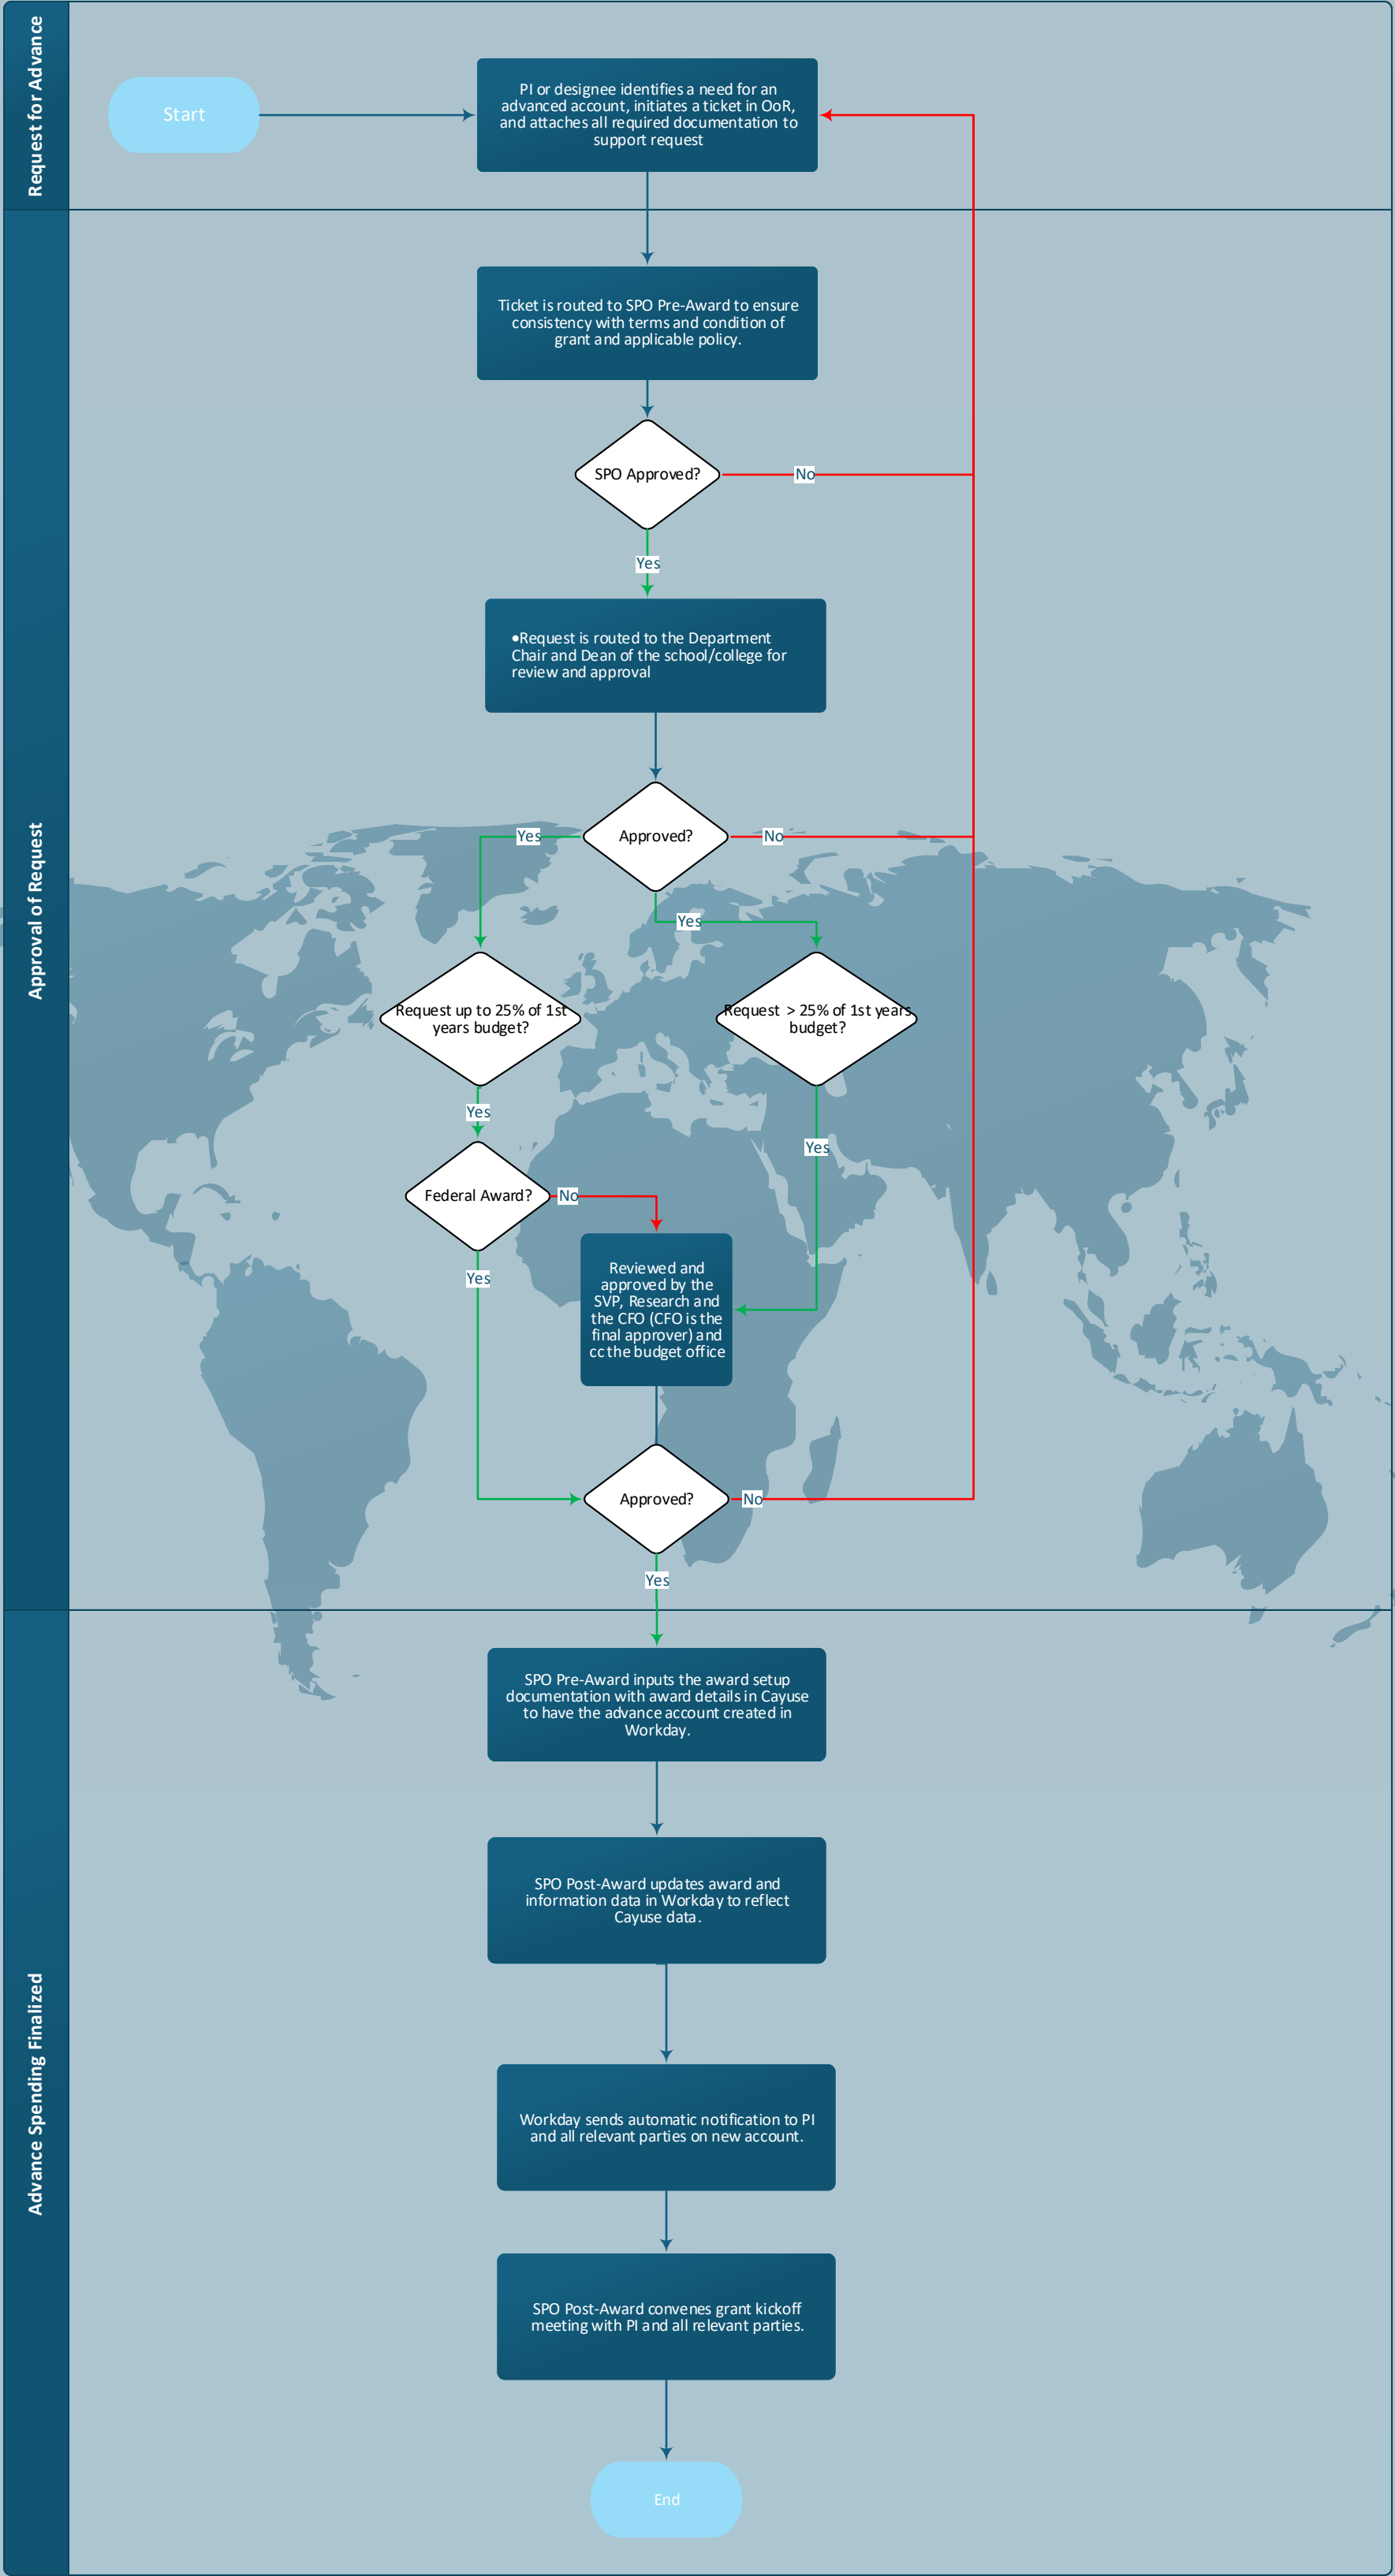 Request for Advance
Start
PI or designee identifies a need for an
advanced account, initiates a ticket in OoR,
and attaches all required documentation to
support request
Approval of Request
Ticket is routed to SPO Pre-Award to ensure
consistency with terms and condition of
grant and applicable policy.
SPO Approved?
No
Yes
•Request is routed to the Department
Chair and Dean of the school/college for
review and approval
Approved?
Yes
No
Yes
Request up to 25% of 1st
years budget?
Request > 25% of 1st years
budget?
Yes
Yes
Federal Award?
No
Yes
Reviewed and
approved by the
SVP, Research and
the CFO (CFO is the
final approver) and
cc the budget office
Approved?
No
Yes
Advance Spending Finalized
SPO Pre-Award inputs the award setup
documentation with award details in Cayuse
to have the advance account created in
Workday.
SPO Post-Award updates award and
information data in Workday to reflect
Cayuse data.
Workday sends automatic notification to PI
and all relevant parties on new account.
SPO Post-Award convenes grant kickoff
meeting with PI and all relevant parties.
End